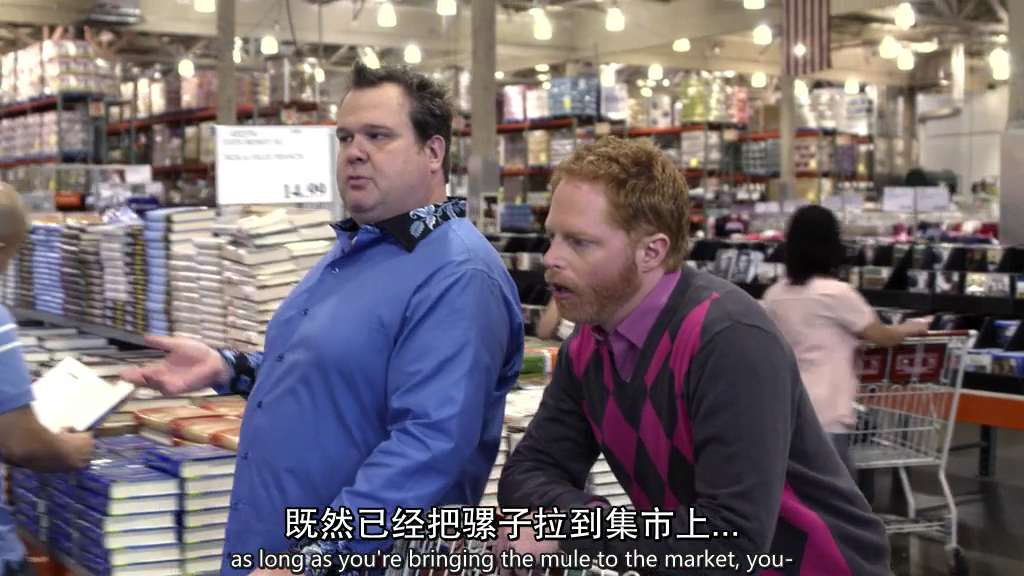 14.99
既然已经把骡子拉到集市上...
as long as you're bringing the mule to the market, you-